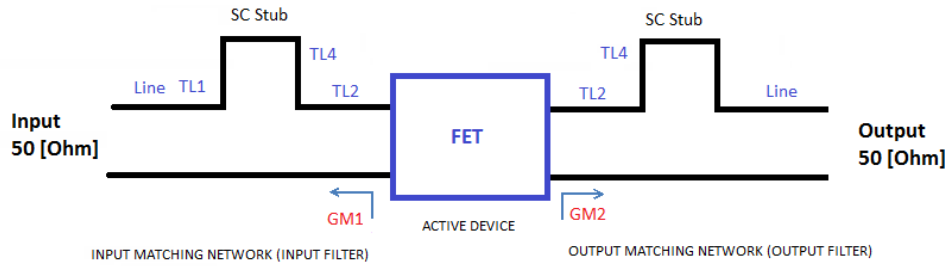 SC Stub
SC Stub
TL4
TL4
Line TL1
TL2
TL2
Line
Input
50 [Ohm]
FET
Output
50 [Ohm]
GM1
GM2
ACTIVE DEVICE
INPUT MATCHING NETWORK (INPUT FILTER)
OUTPUT MATCHING NETWORK (OUTPUT FILTER)